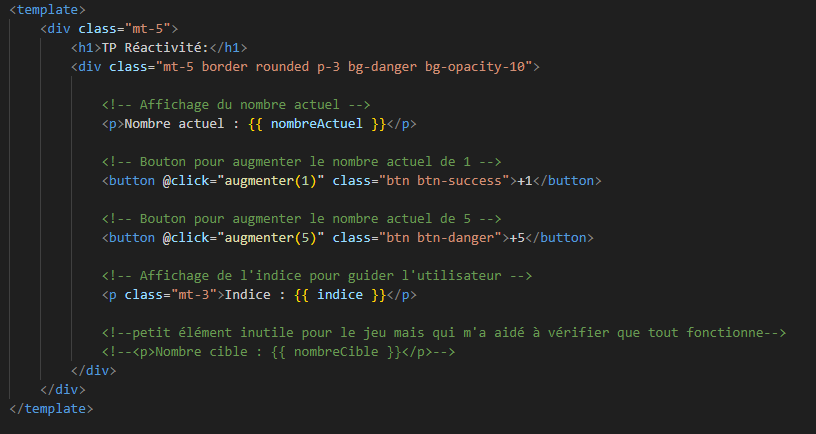 <template>
<div class="mt-5">
<h1>TP Réactivité:</h1>
<div class="mt-5 border rounded p-3 bg-danger bg-opacity-10">
<!-- Affichage du nombre actuel -->
<p>Nombre actuel : {{ nombreActuel }}</p>
<!-- Bouton pour augmenter le nombre actuel de 1 -->
<button @click="augmenter(1)" class="btn btn-success">+1</button>
<!-- Bouton pour augmenter le nombre actuel de 5 -->
<button @click="augmenter(5)" class="btn btn-danger">+5</button>
<!-- Affichage de l'indice pour guider l'utilisateur -->
<p class="mt-3">Indice : {{ indice }}</p>
<!--petit élément inutile pour le jeu mais qui m'a aidé à vérifier que tout fonctionne-->
<!--<p>Nombre cible : {{ nombreCible }}</p>-->
</div>
</div>
</template>